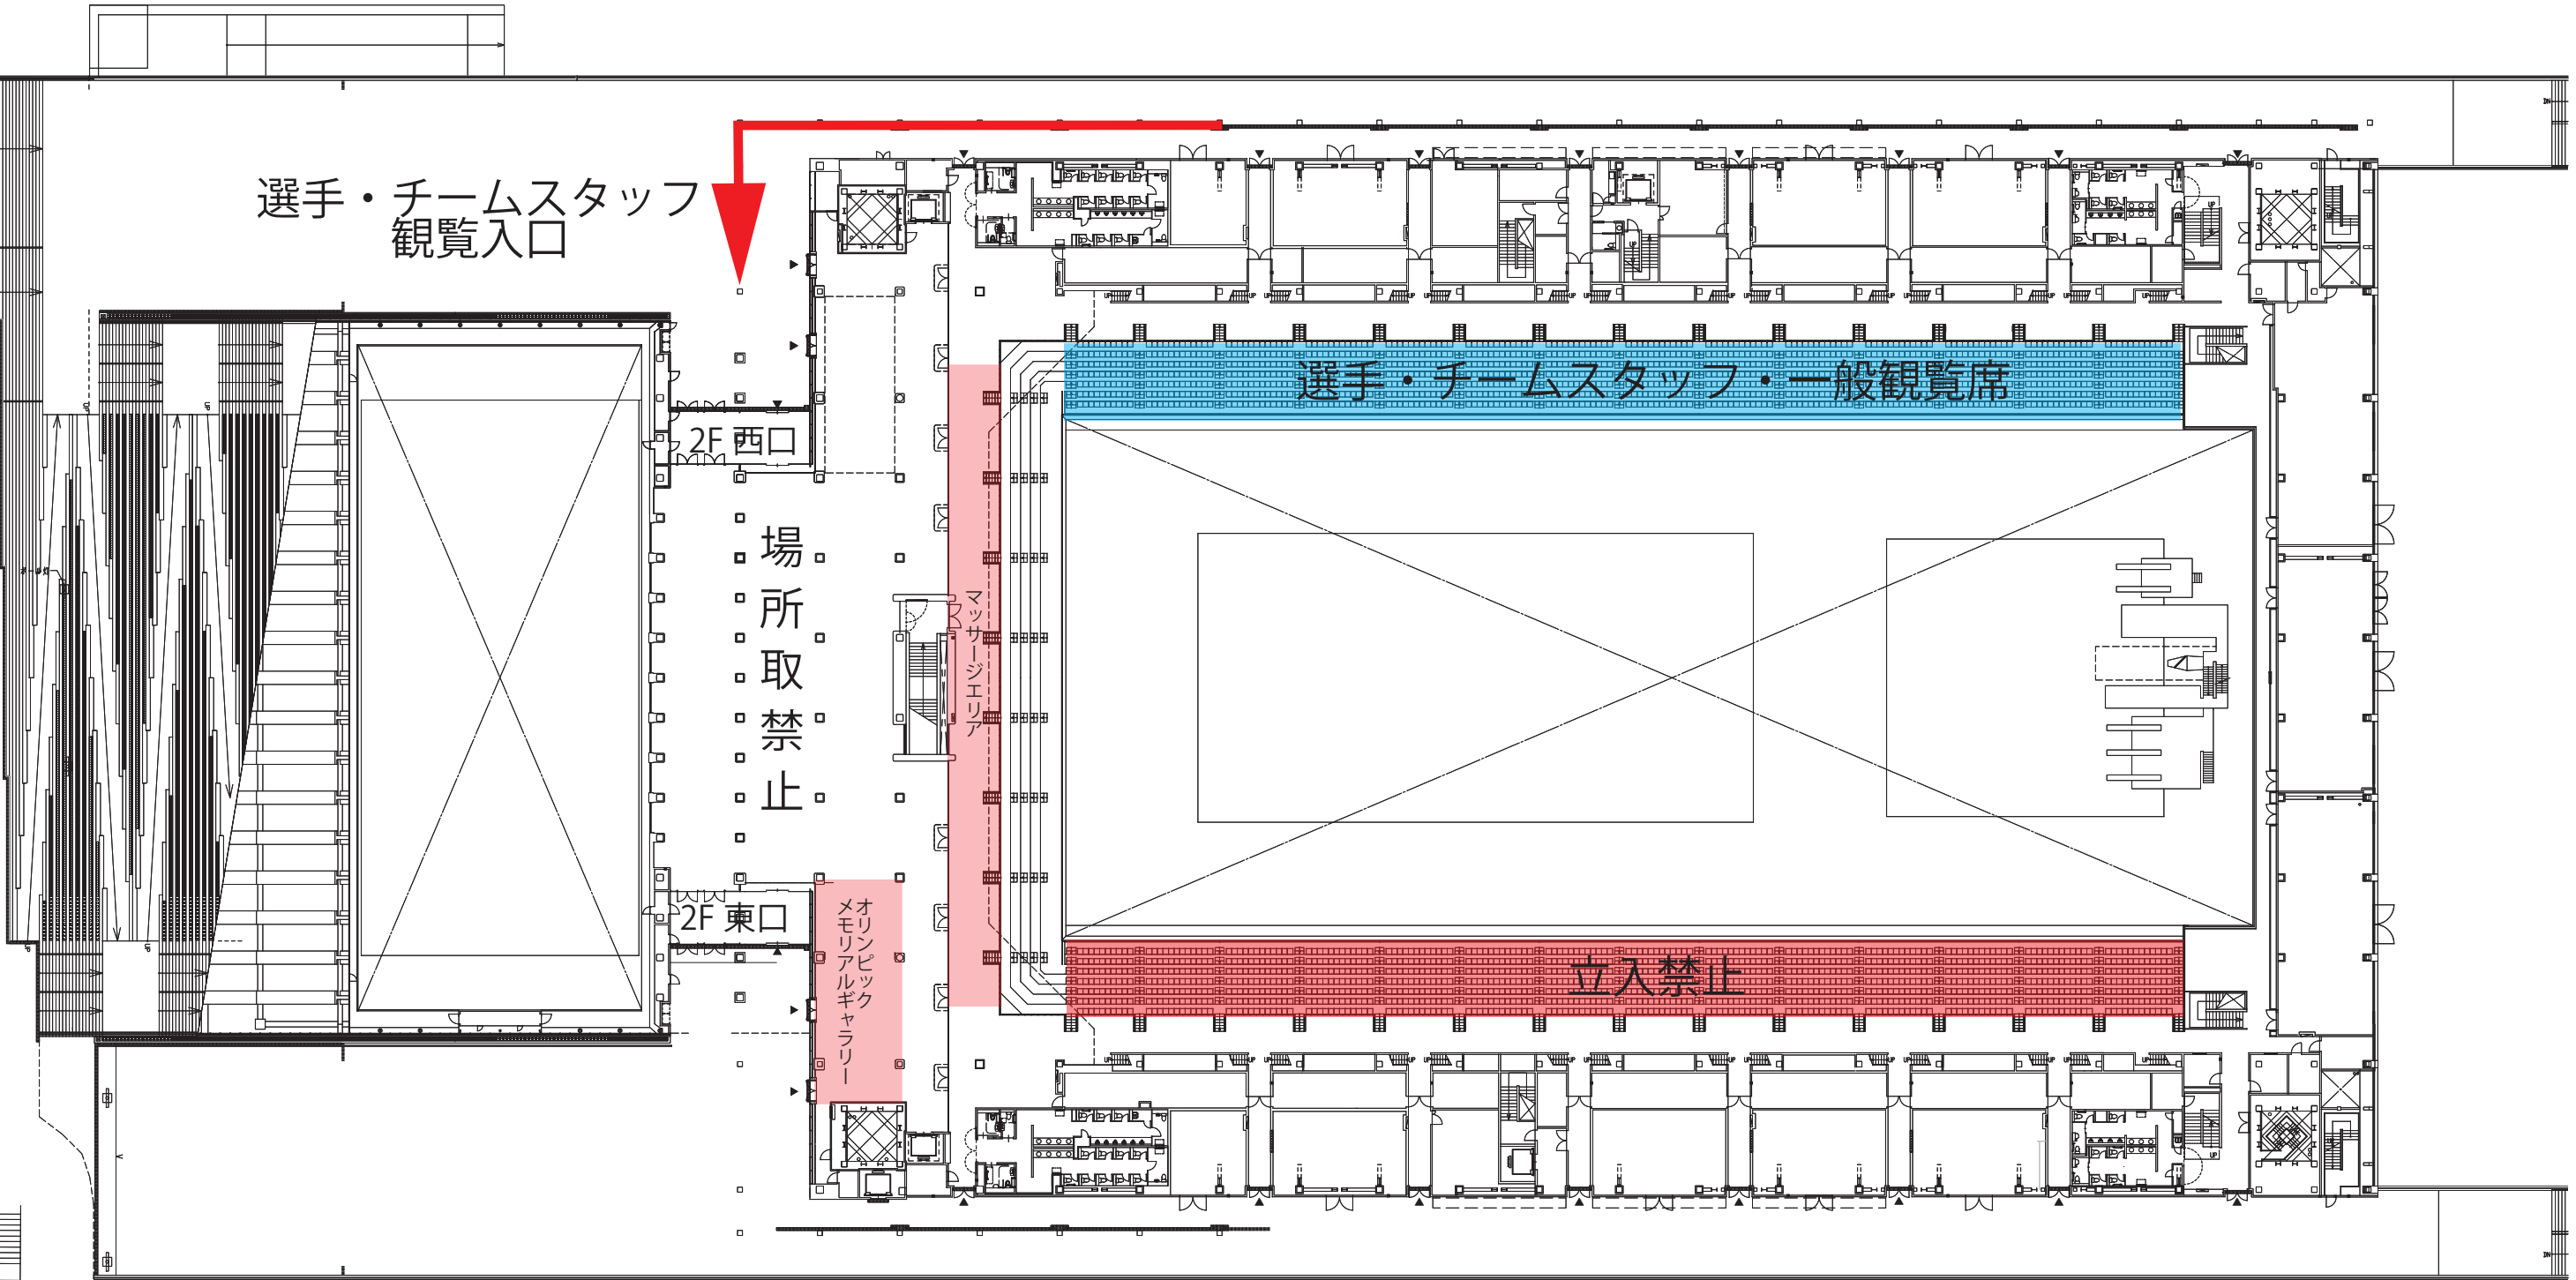 選手・チームスタッフ
観覧入口
選手・チームスタッフ・一般観覧席
2F 西口
場所取禁止
マッサージエリア
2F 東口
オリンピック
メモリアルギャラリー
立入禁止